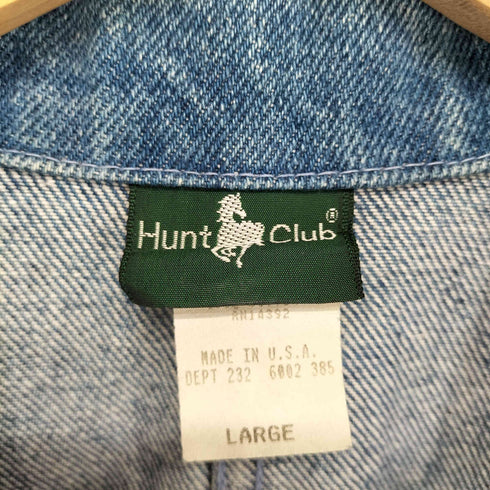 Hunt Club®
RN14392
MADE IN U.S.A.
DEPT 232 6002 385
LARGE